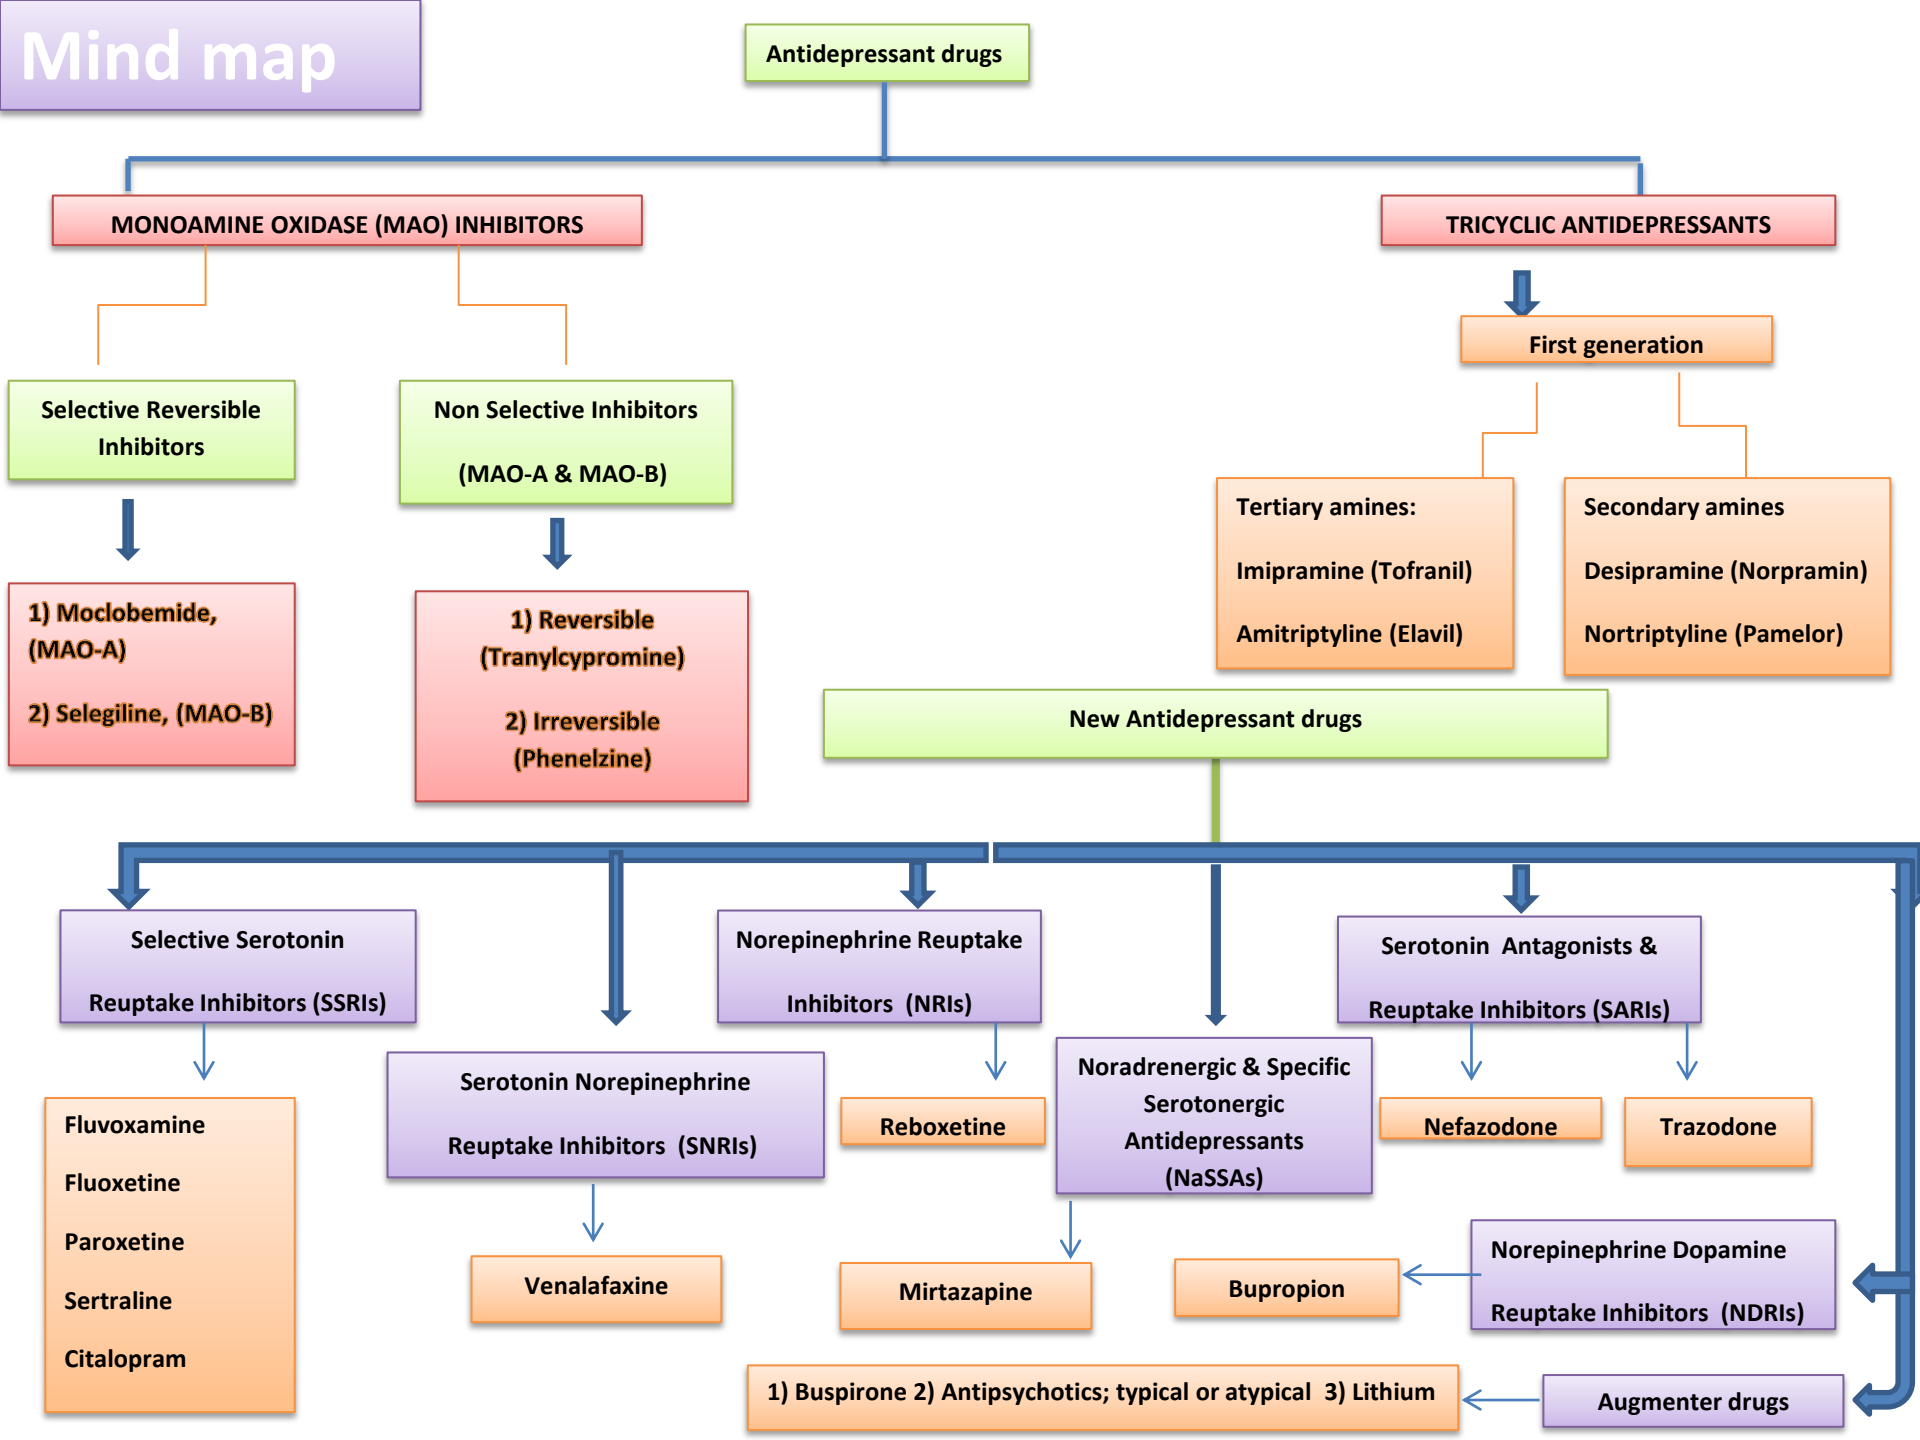 Mind map
Antidepressant drugs
MONOAMINE OXIDASE (MAO) INHIBITORS
TRICYCLIC ANTIDEPRESSANTS
First generation
Selective Reversible
Inhibitors
Non Selective Inhibitors
(MAO-A & MAO-B)
Tertiary amines:
Imipramine (Tofranil)
Amitriptyline (Elavil)
Secondary amines
Desipramine (Norpramin)
Nortriptyline (Pamelor)
1) Moclobemide,
(MAO-A)
2) Selegiline, (MAO-B)
1) Reversible
(Tranylcypromine)
2) Irreversible
(Phenelzine)
New Antidepressant drugs
Selective Serotonin
Reuptake Inhibitors (SSRIs)
Norepinephrine Reuptake
Inhibitors (NRIs)
Serotonin Antagonists &
Reuptake Inhibitors (SARIs)
Serotonin Norepinephrine
Reuptake Inhibitors (SNRIs)
Noradrenergic & Specific
Serotonergic
Antidepressants
(NaSSAs)
Fluvoxamine
Fluoxetine
Paroxetine
Sertraline
Citalopram
Reboxetine
Nefazodone
Trazodone
Venalafaxine
Mirtazapine
Bupropion
Norepinephrine Dopamine
Reuptake Inhibitors (NDRIs)
1) Buspirone 2) Antipsychotics; typical or atypical 3) Lithium
Augmenter drugs